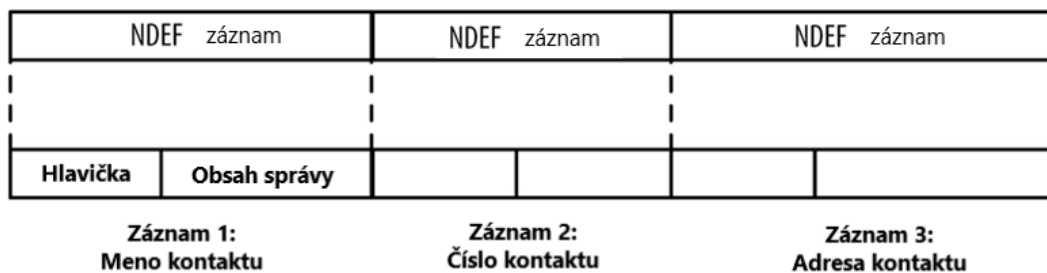 NDEF záznam NDEF záznam NDEF záznam
Hlavička Obsah správy
Záznam 1: Záznam 2: Záznam 3:
Meno kontaktu Číslo kontaktu Adresa kontaktu